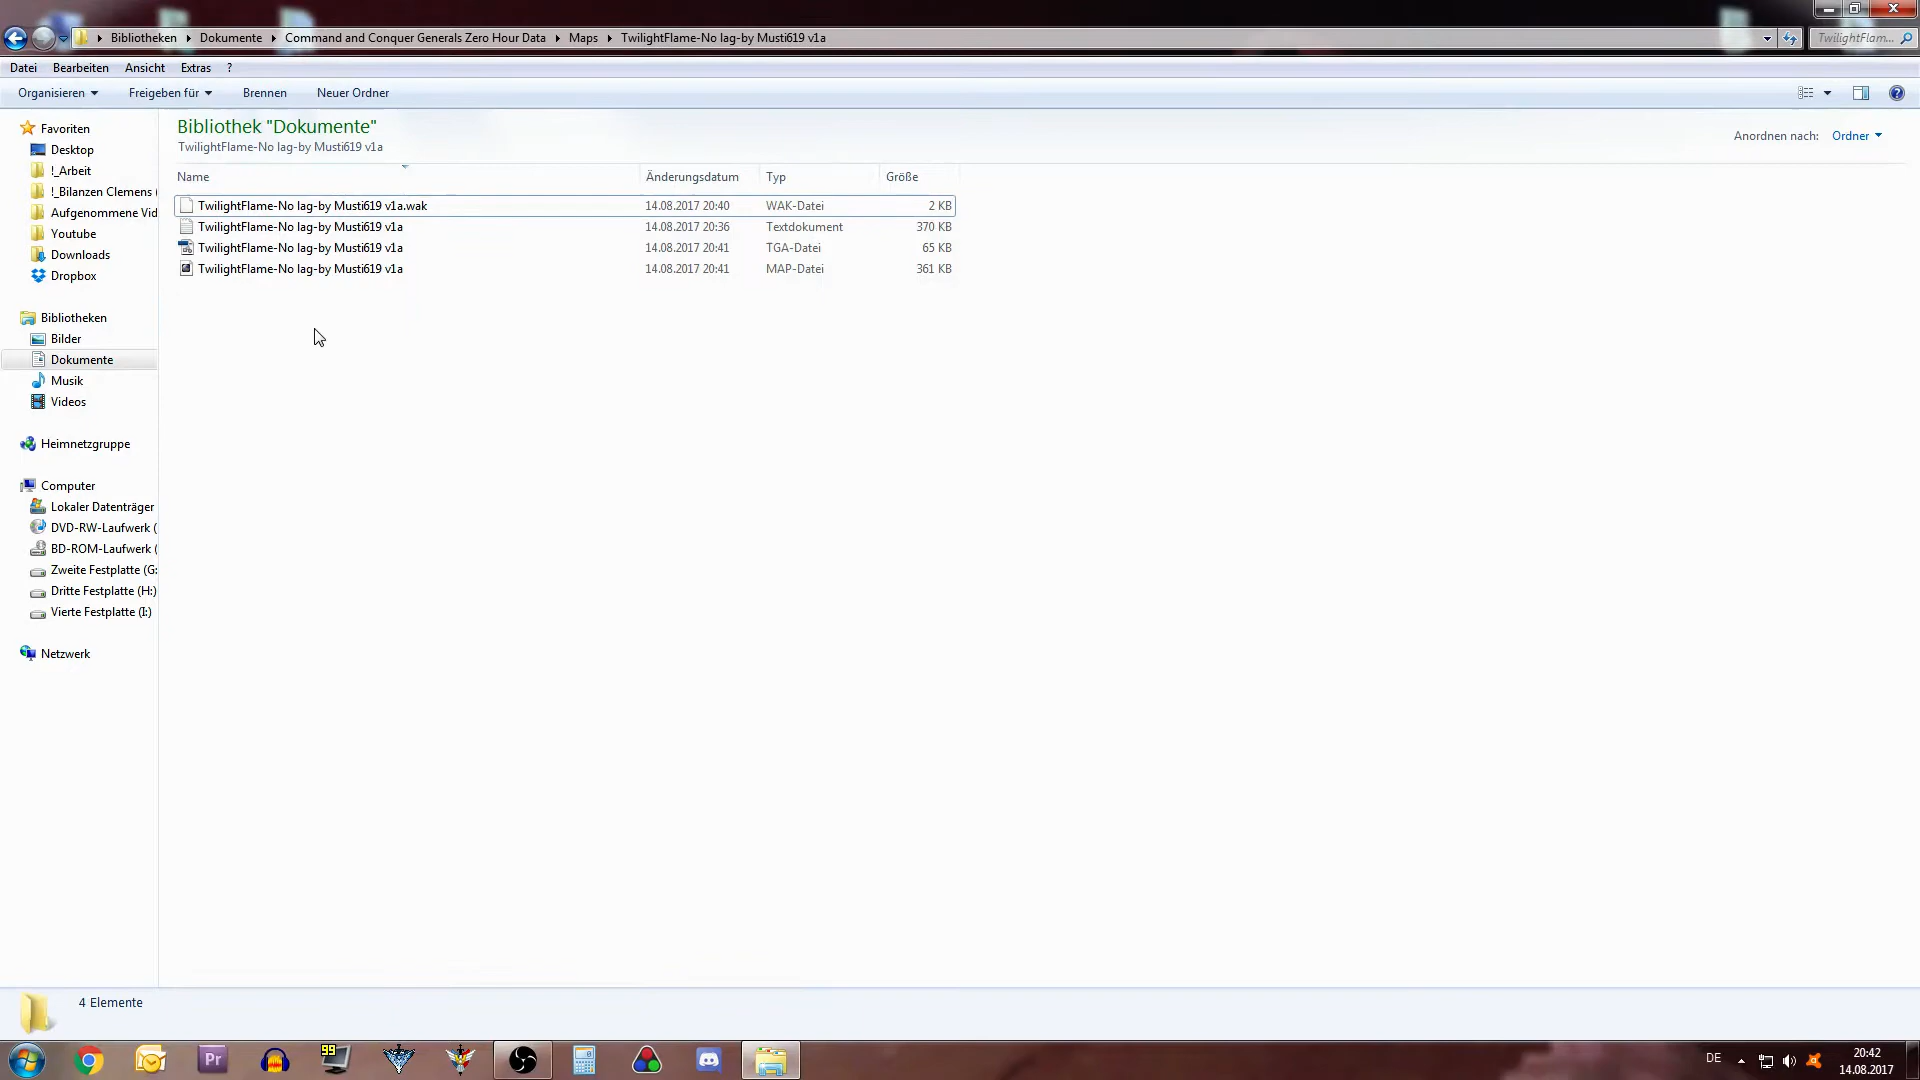 Bibliotheken Dokumente Command and Conquer Generals Zero Hour Data Maps TwilightFlame-No lag-by Musti619 v1a
TwilightFlam...
Datei Bearbeiten Ansicht Extras ?
Organisieren Freigeben für Brennen Neuer Ordner
Favoriten
Desktop
!_Arbeit
!_Bilanzen Clemens (
Aufgenommene Vid
Youtube
Downloads
Dropbox
Bibliotheken
Bilder
Dokumente
Musik
Videos
Heimnetzgruppe
Computer
Lokaler Datenträger
DVD-RW-Laufwerk (
BD-ROM-Laufwerk (
Zweite Festplatte (G:
Dritte Festplatte (H:)
Vierte Festplatte (I:)
Netzwerk
Bibliothek "Dokumente"
TwilightFlame-No lag-by Musti619 v1a
Anordnen nach: Ordner
Name Änderungsdatum Typ Größe
TwilightFlame-No lag-by Musti619 v1a.wak 14.08.2017 20:40 WAK-Datei 2 KB
TwilightFlame-No lag-by Musti619 v1a 14.08.2017 20:36 Textdokument 370 KB
TwilightFlame-No lag-by Musti619 v1a 14.08.2017 20:41 TGA-Datei 65 KB
TwilightFlame-No lag-by Musti619 v1a 14.08.2017 20:41 MAP-Datei 361 KB
4 Elemente
Pr
99
DE
20:42
14.08.2017